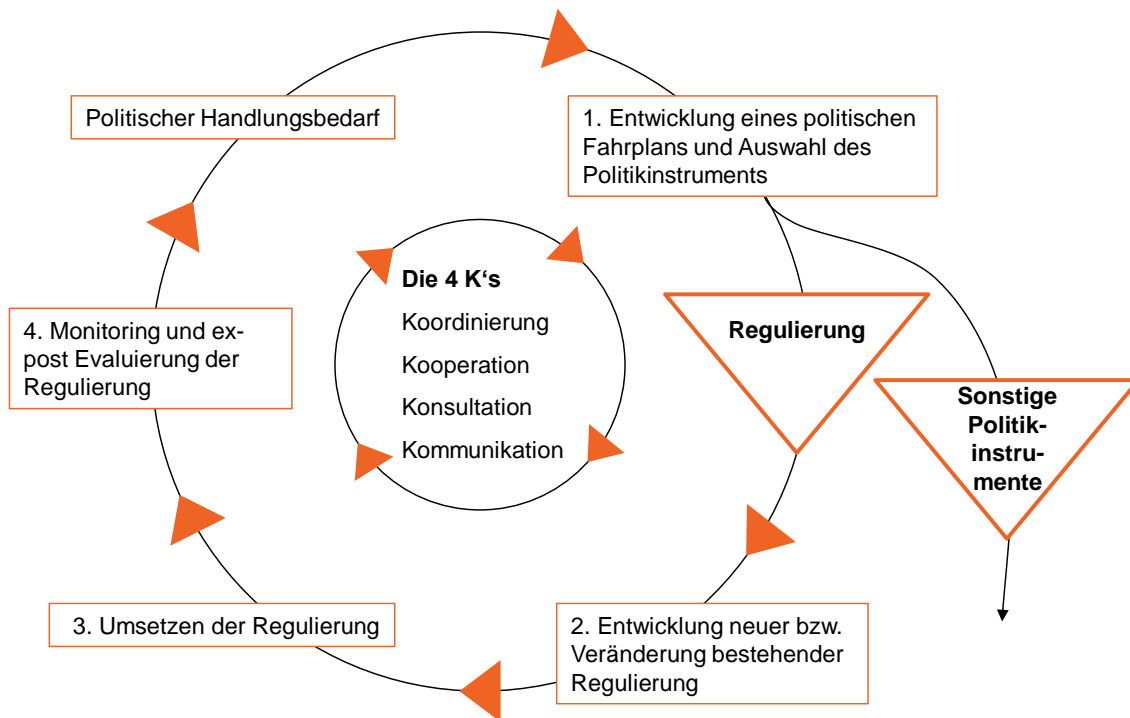 Politischer Handlungsbedarf
1. Entwicklung eines politischen
Fahrplans und Auswahl des
Politikinstruments
Die 4 K‘s
Koordinierung
Kooperation
Konsultation
Kommunikation
Regulierung
Sonstige
Politik-
instru-
mente
4. Monitoring und ex-
post Evaluierung der
Regulierung
3. Umsetzen der Regulierung
2. Entwicklung neuer bzw.
Veränderung bestehender
Regulierung